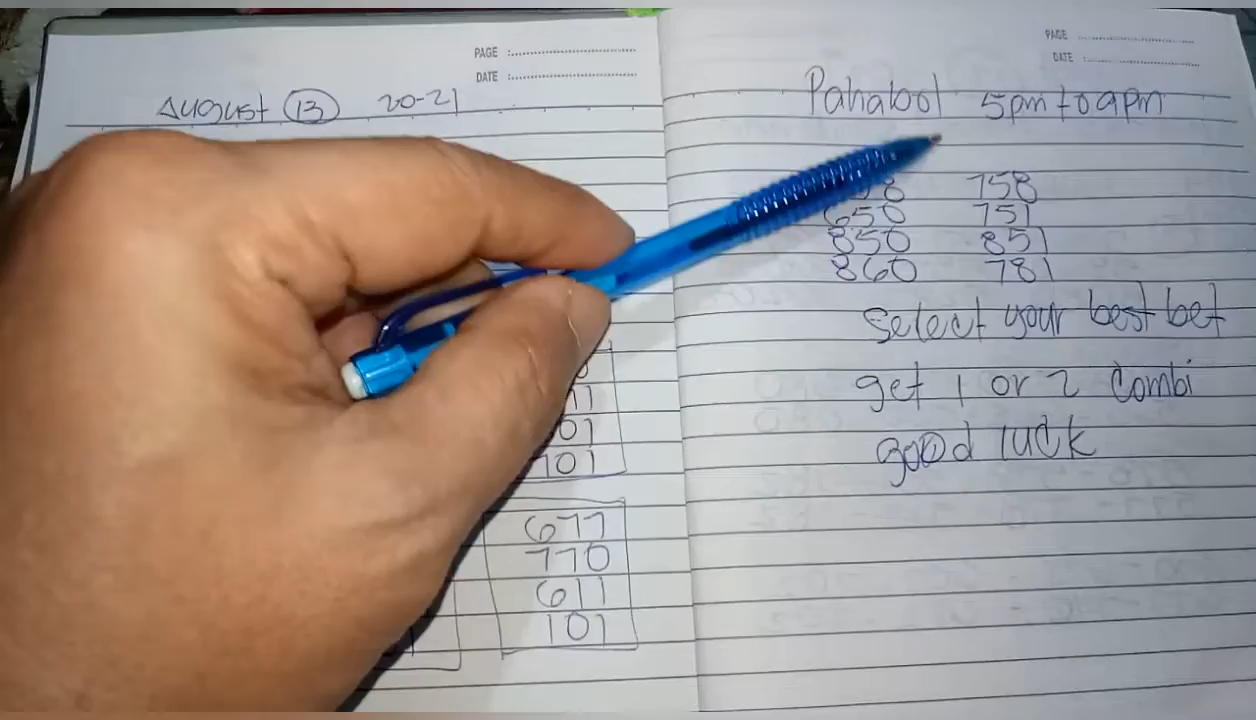 PAGE :
DATE :
August 13 20-21
677
770
611
101
PAGE
DATE :
Pahabol 5pm to 9pm
758
650 751
850 851
860 781
select your best bet
get 1 or 2 combi
good luck